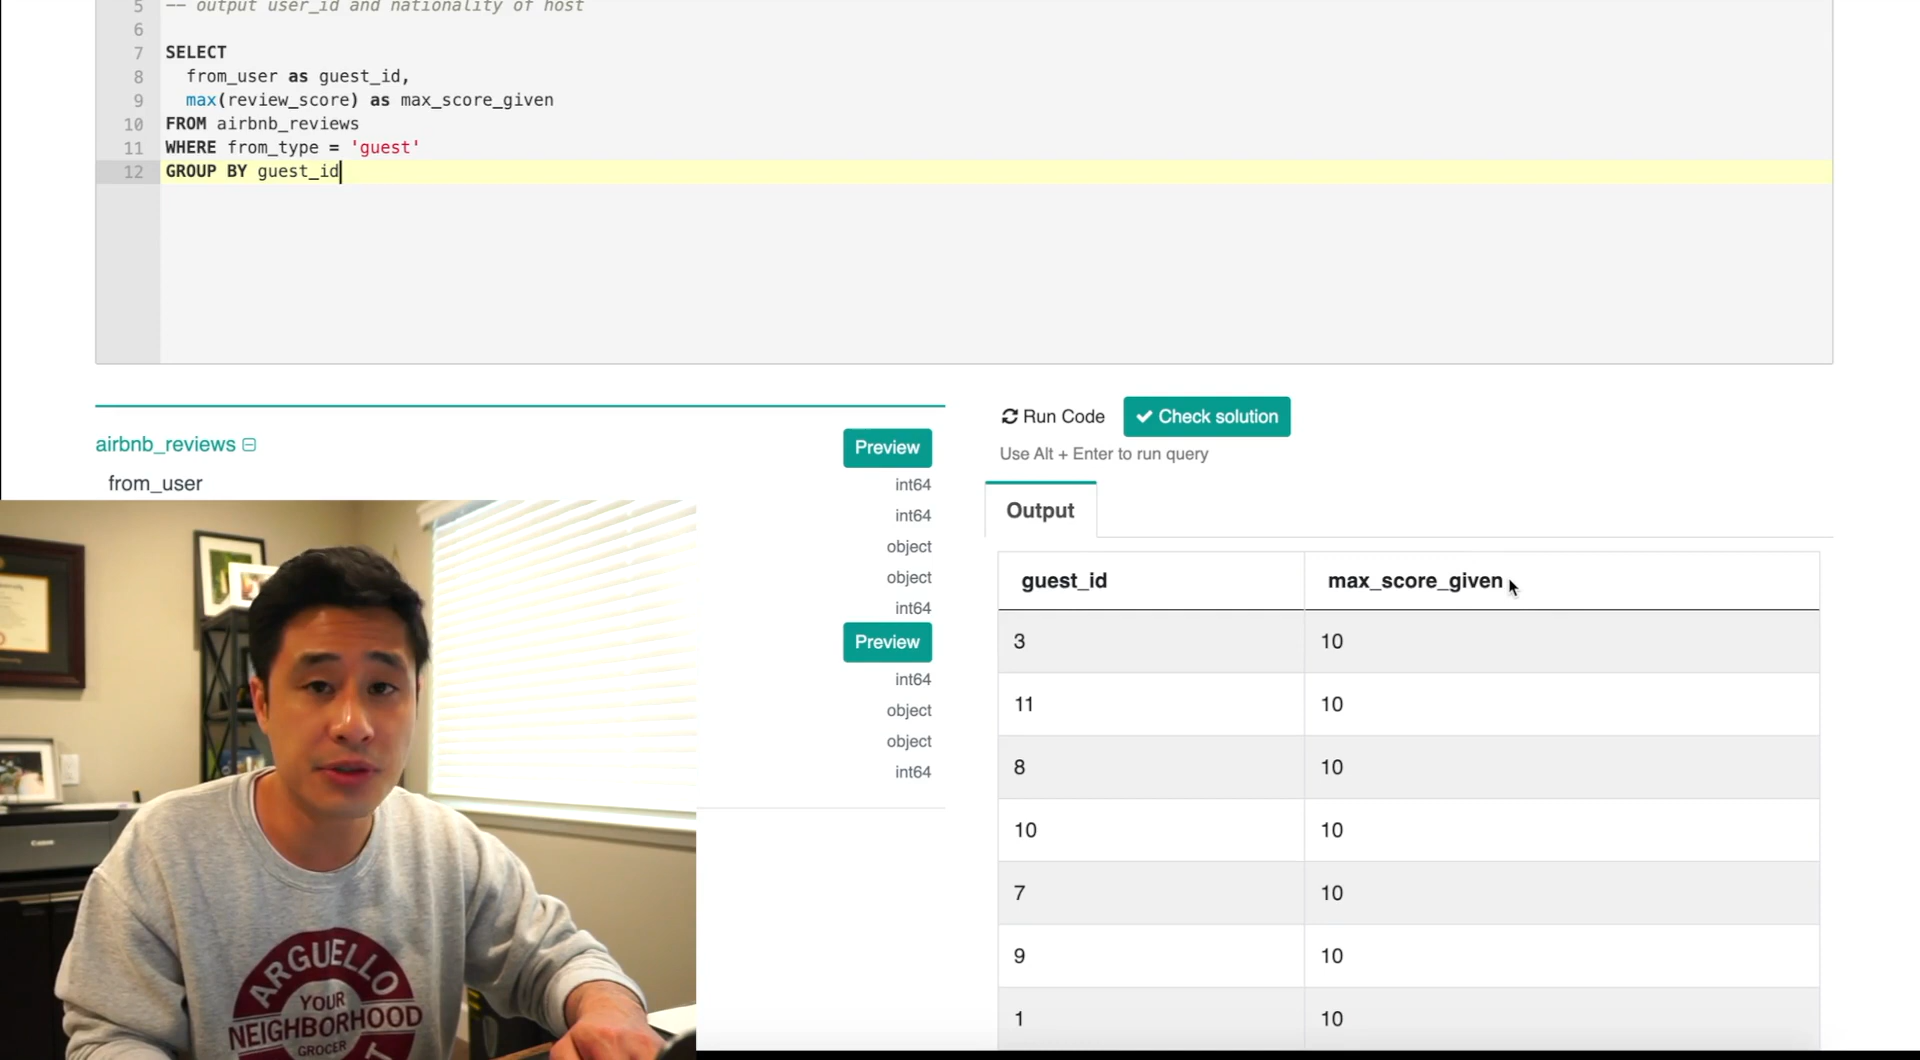 5 -- output user_id and nationality of host
6
7 SELECT
8 from_user as guest_id,
9 max(review_score) as max_score_given
10 FROM airbnb_reviews
11 WHERE from_type = 'guest'
12 GROUP BY guest_id
airbnb_reviews
Preview
from_user
int64
int64
object
object
int64
Preview
int64
object
object
int64
Run Code
Check solution
Use Alt + Enter to run query
Output
guest_id max_score_given
3 10
11 10
8 10
10 10
7 10
9 10
1 10
Canon
ARGUELLO
YOUR
NEIGHBORHOOD
GROCER